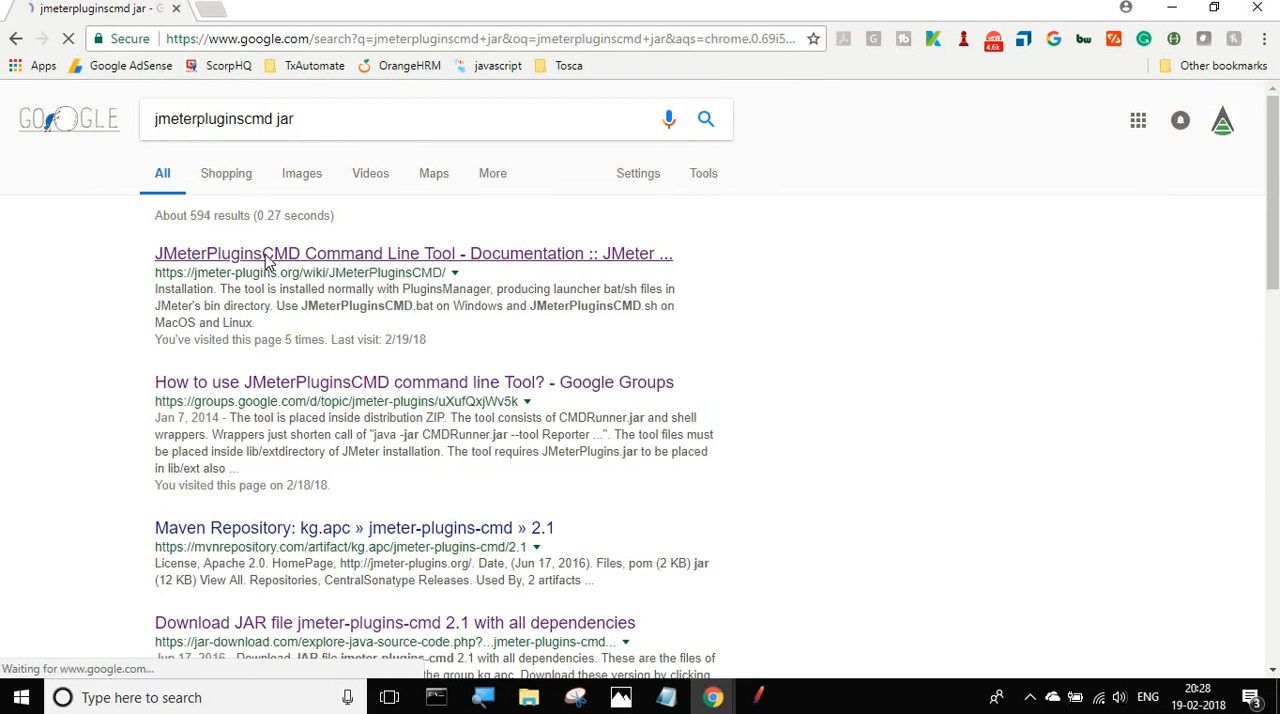 jmeterpluginscmd jar - G
Secure
https://www.google.com/search?q=jmeterpluginscmd+jar&oq=jmeterpluginscmd+jar&aqs=chrome.0.69i5...
4.6k
bw
Apps
Google AdSense
ScorpHQ
TxAutomate
OrangeHRM
javascript
Tosca
Other bookmarks
GOOGLE
jmeterpluginscmd jar
All
Shopping
Images
Videos
Maps
More
Settings
Tools
About 594 results (0.27 seconds)
JMeterPluginsCMD Command Line Tool - Documentation :: JMeter ...
https://jmeter-plugins.org/wiki/JMeterPluginsCMD/
Installation. The tool is installed normally with PluginsManager, producing launcher bat/sh files in
JMeter's bin directory. Use JMeterPluginsCMD.bat on Windows and JMeterPluginsCMD.sh on
MacOS and Linux.
You've visited this page 5 times. Last visit: 2/19/18
How to use JMeterPluginsCMD command line Tool? - Google Groups
https://groups.google.com/d/topic/jmeter-plugins/uXufQxjWv5k
Jan 7, 2014 - The tool is placed inside distribution ZIP. The tool consists of CMDRunner.jar and shell
wrappers. Wrappers just shorten call of "java -jar CMDRunner.jar --tool Reporter ...". The tool files must
be placed inside lib/extdirectory of JMeter installation. The tool requires JMeterPlugins.jar to be placed
in lib/ext also ...
You visited this page on 2/18/18.
Maven Repository: kg.apc » jmeter-plugins-cmd » 2.1
https://mvnrepository.com/artifact/kg.apc/jmeter-plugins-cmd/2.1
License, Apache 2.0. HomePage, http://jmeter-plugins.org/. Date, (Jun 17, 2016). Files, pom (2 KB) jar
(12 KB) View All. Repositories, CentralSonatype Releases. Used By, 2 artifacts ...
Download JAR file jmeter-plugins-cmd 2.1 with all dependencies
https://jar-download.com/explore-java-source-code.php?...jmeter-plugins-cmd...
Jun 17, 2016 - Download JAR file jmeter-plugins-cmd 2.1 with all dependencies. These are the files of
the group kg.apc. Download these version by clicking
Waiting for www.google.com...
Type here to search
ENG
20:28
19-02-2018
3